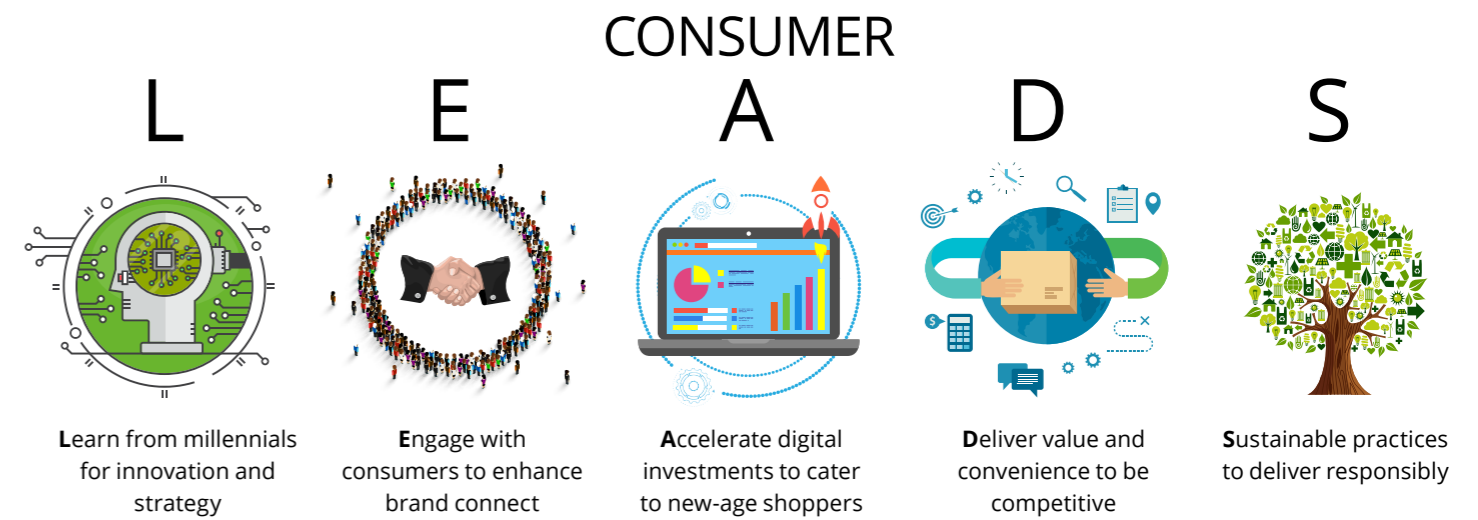 CONSUMER
L E A D S
Learn from millennials
for innovation and
strategy
Engage with
consumers to enhance
brand connect
Accelerate digital
investments to cater
to new-age shoppers
Deliver value and
convenience to be
competitive
Sustainable practices
to deliver responsibly